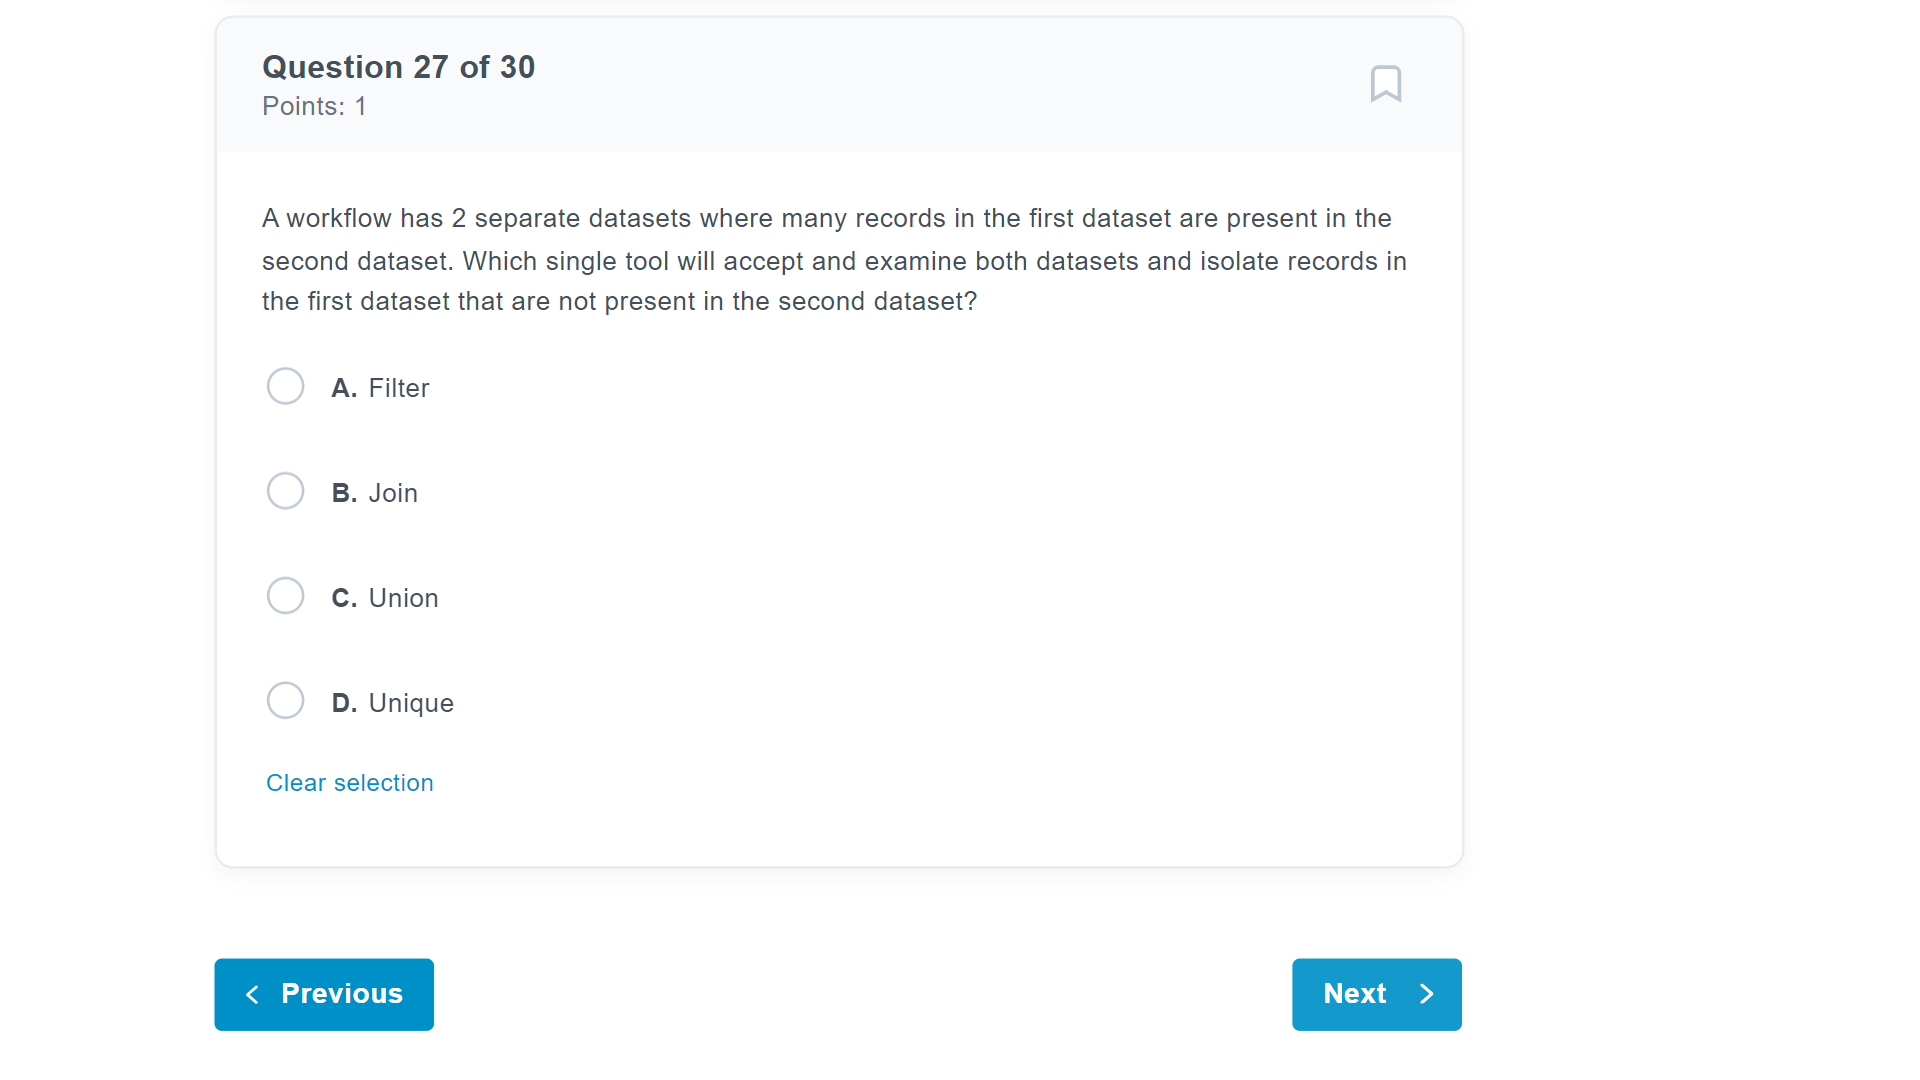 Question 27 of 30
Points: 1
A workflow has 2 separate datasets where many records in the first dataset are present in the
second dataset. Which single tool will accept and examine both datasets and isolate records in
the first dataset that are not present in the second dataset?
A. Filter
B. Join
C. Union
D. Unique
Clear selection
Previous
Next